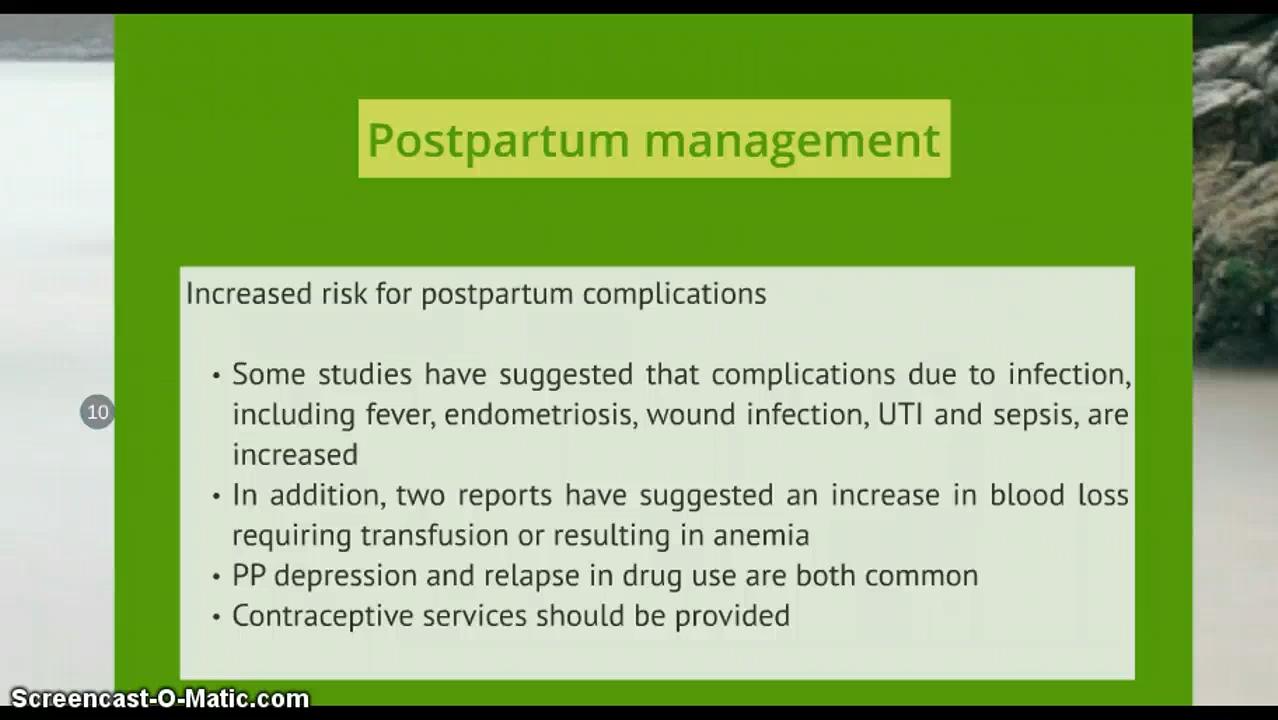 Postpartum management
Increased risk for postpartum complications
• Some studies have suggested that complications due to infection,
including fever, endometriosis, wound infection, UTI and sepsis, are
increased
• In addition, two reports have suggested an increase in blood loss
requiring transfusion or resulting in anemia
• PP depression and relapse in drug use are both common
• Contraceptive services should be provided
10
Screencast-O-Matic.com